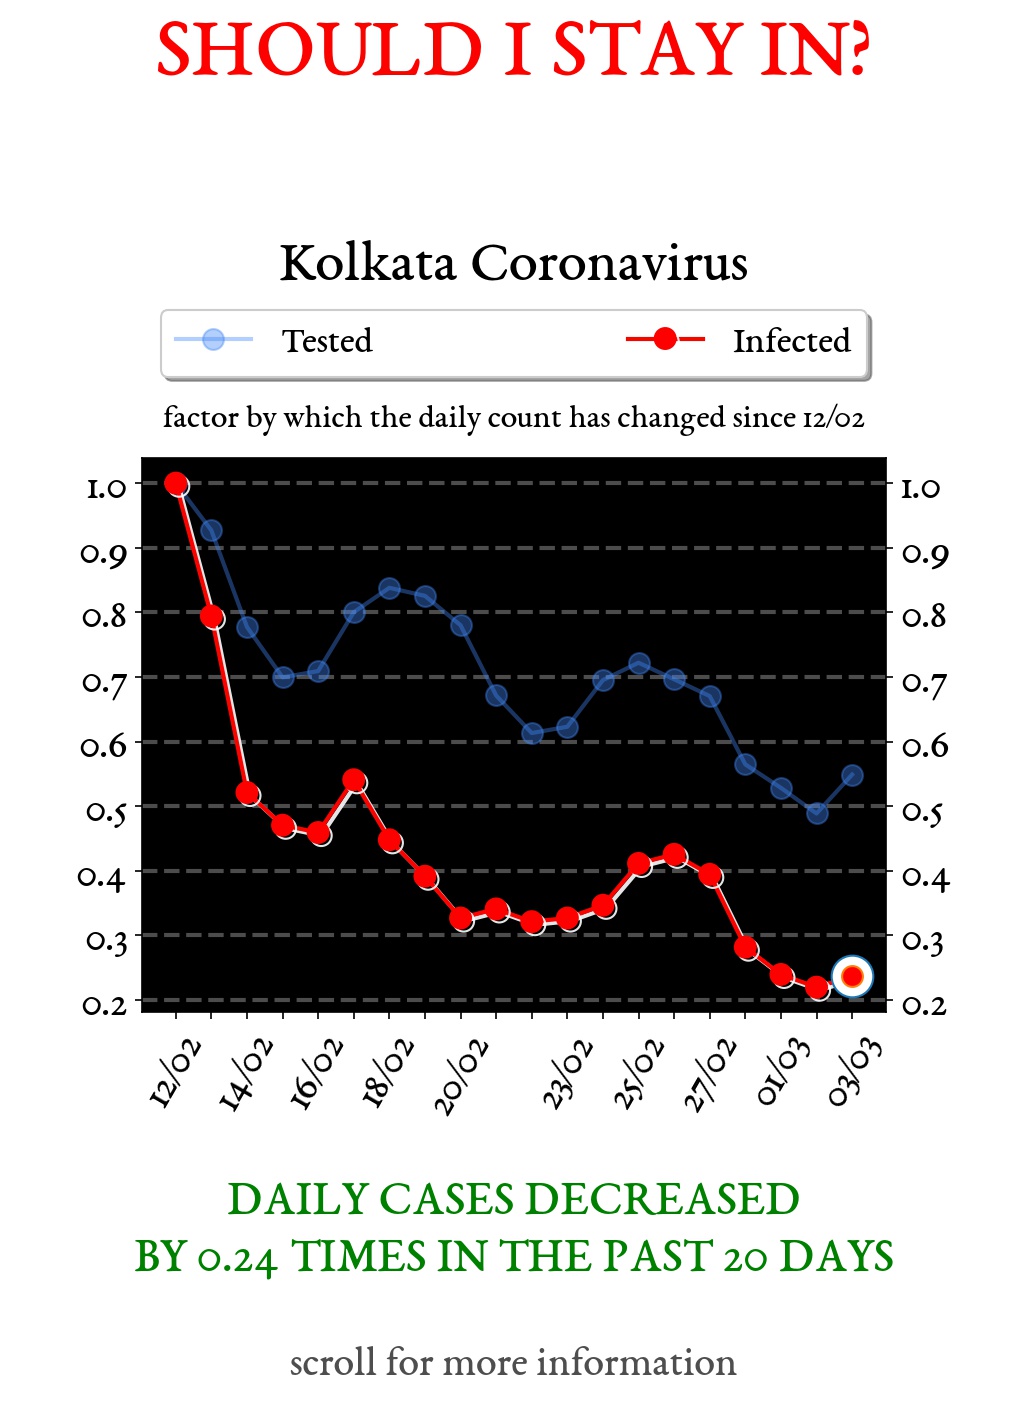 SHOULD I STAY IN?
Kolkata Coronavirus
Tested Infected
factor by which the daily count has changed since 12/02
1.0 1.0
0.9 0.9
0.8 0.8
0.7 0.7
0.6 0.6
0.5 0.5
0.4 0.4
0.3 0.3
0.2 0.2
12/02 14/02 16/02 18/02 20/02 23/02 25/02 27/02 01/03 03/03
DAILY CASES DECREASED
BY 0.24 TIMES IN THE PAST 20 DAYS
scroll for more information